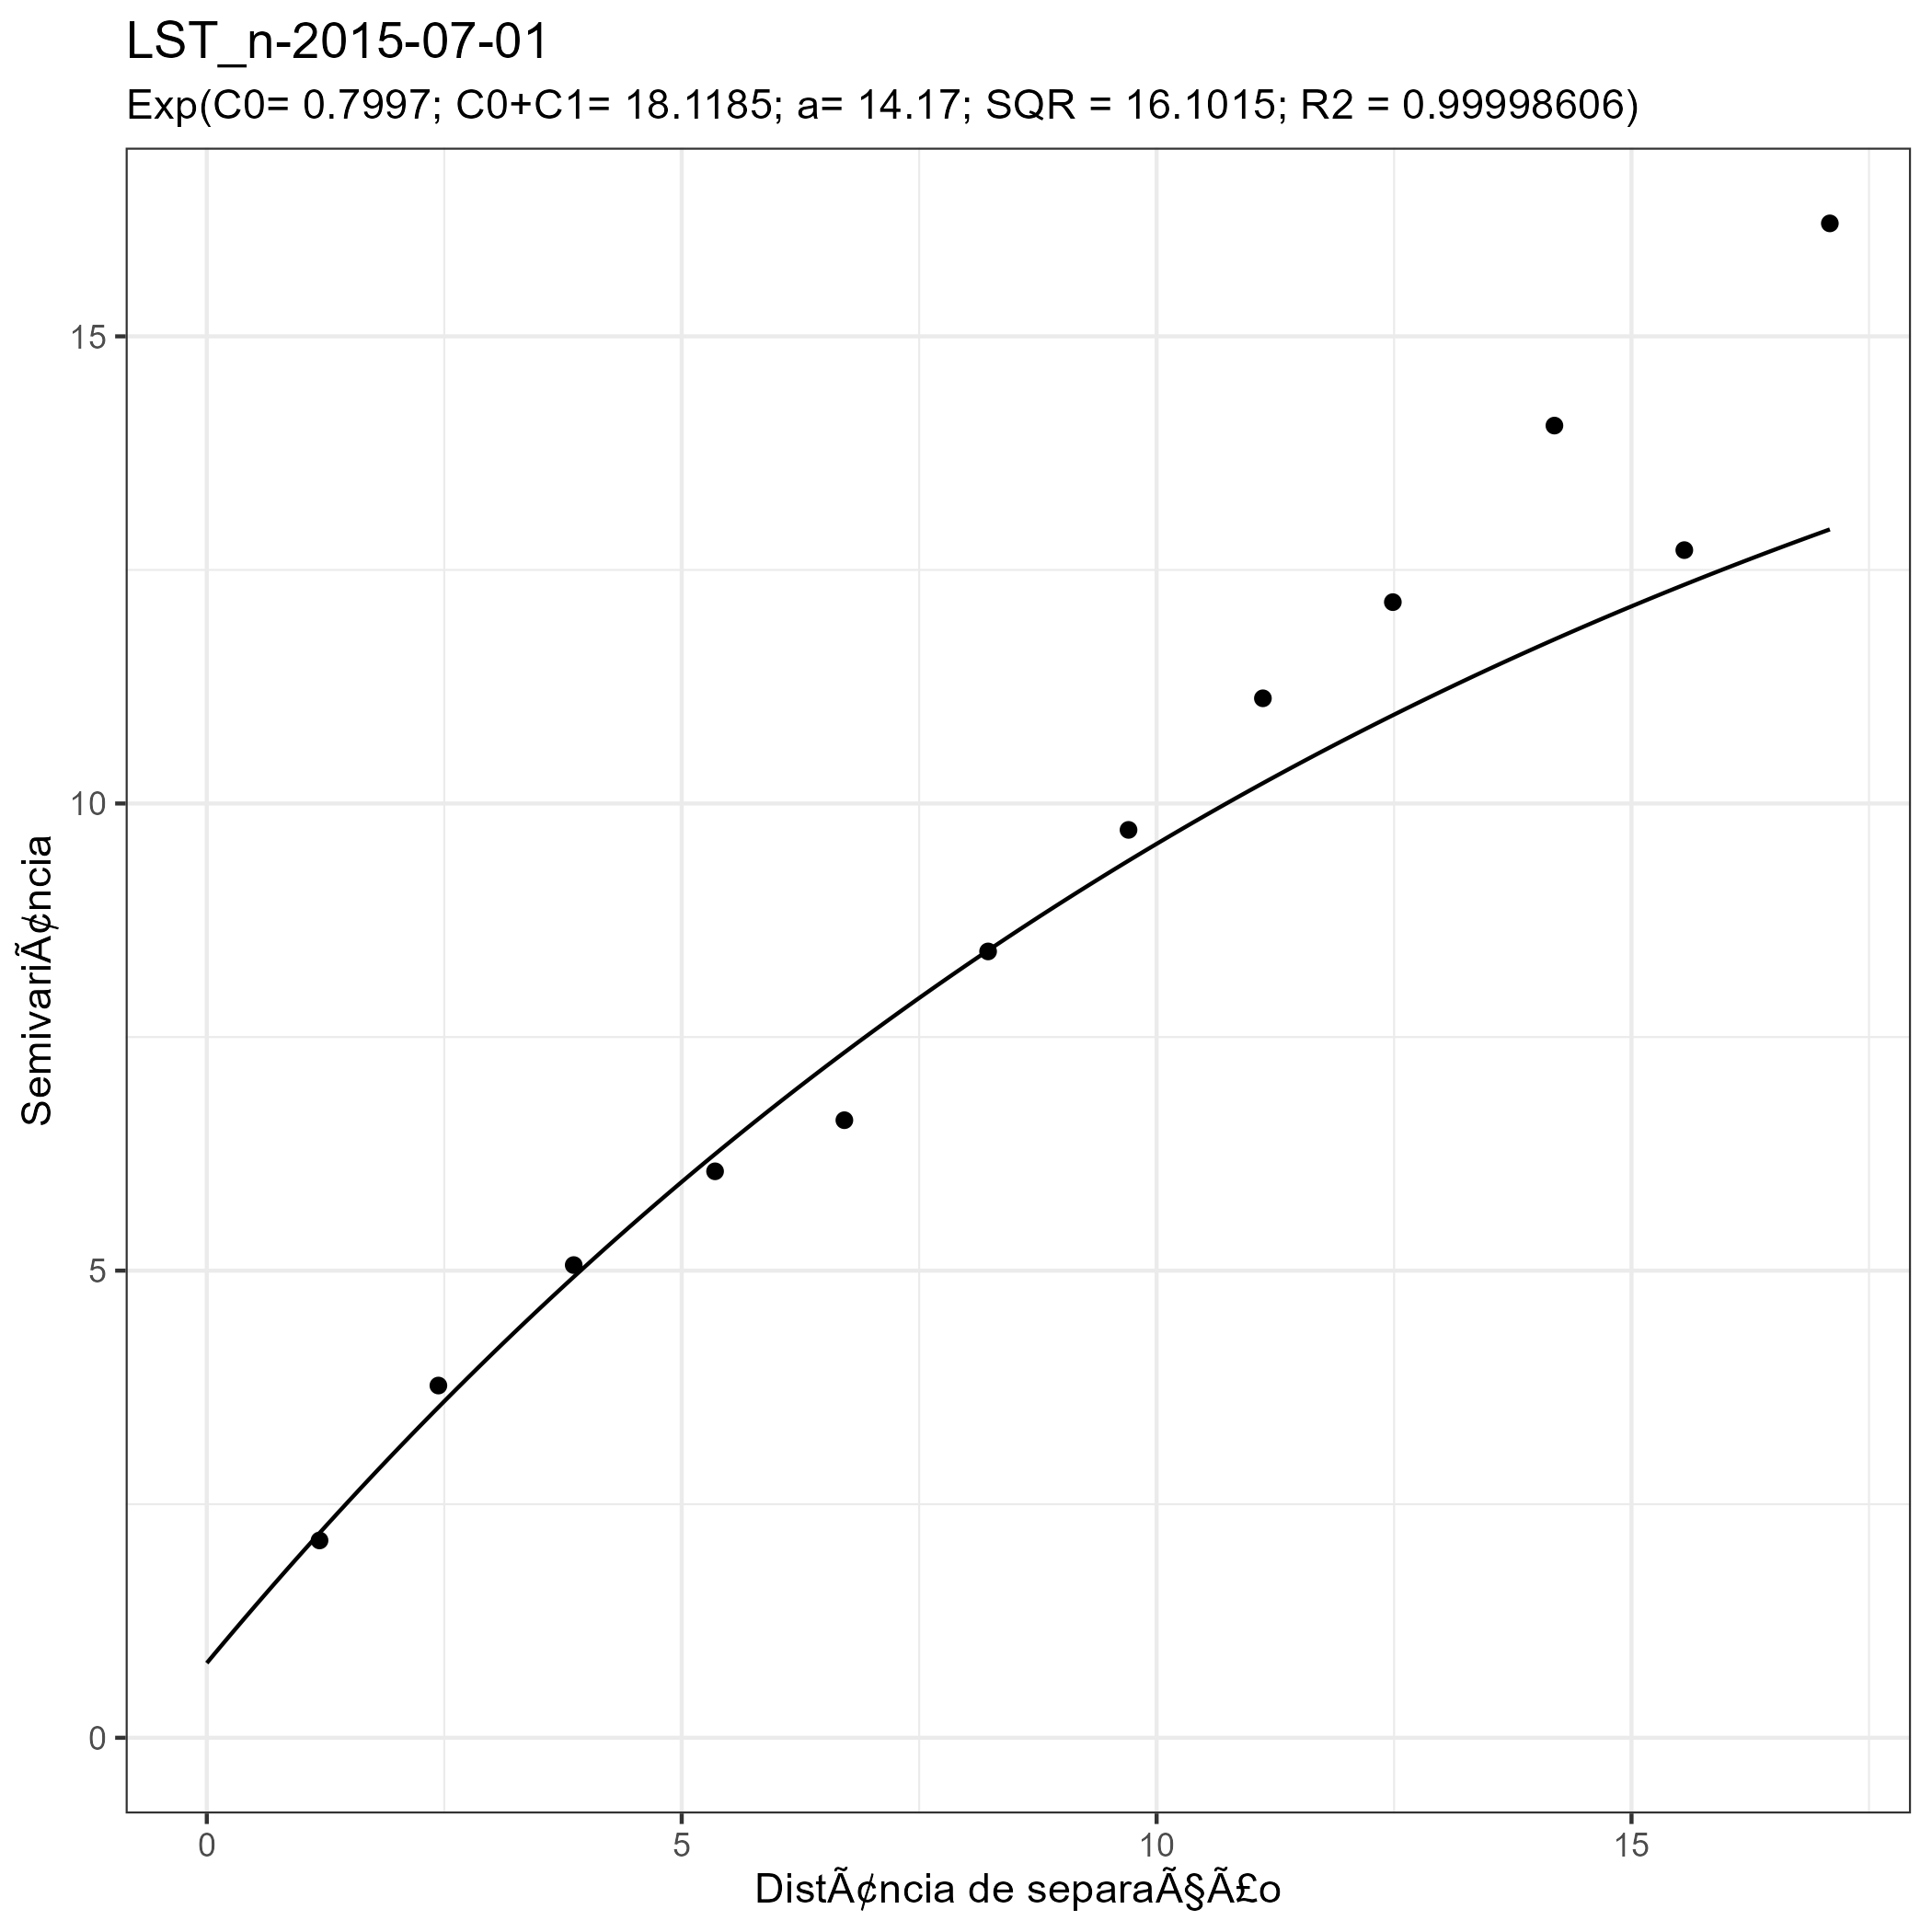 LST_n-2015-07-01
Exp(C0= 0.7997; C0+C1= 18.1185; a= 14.17; SQR = 16.1015; R2 = 0.99998606)
15
10
5
0
SemivariÃ¢ncia
0 5 10 15
DistÃ¢ncia de separaÃ§Ã£o